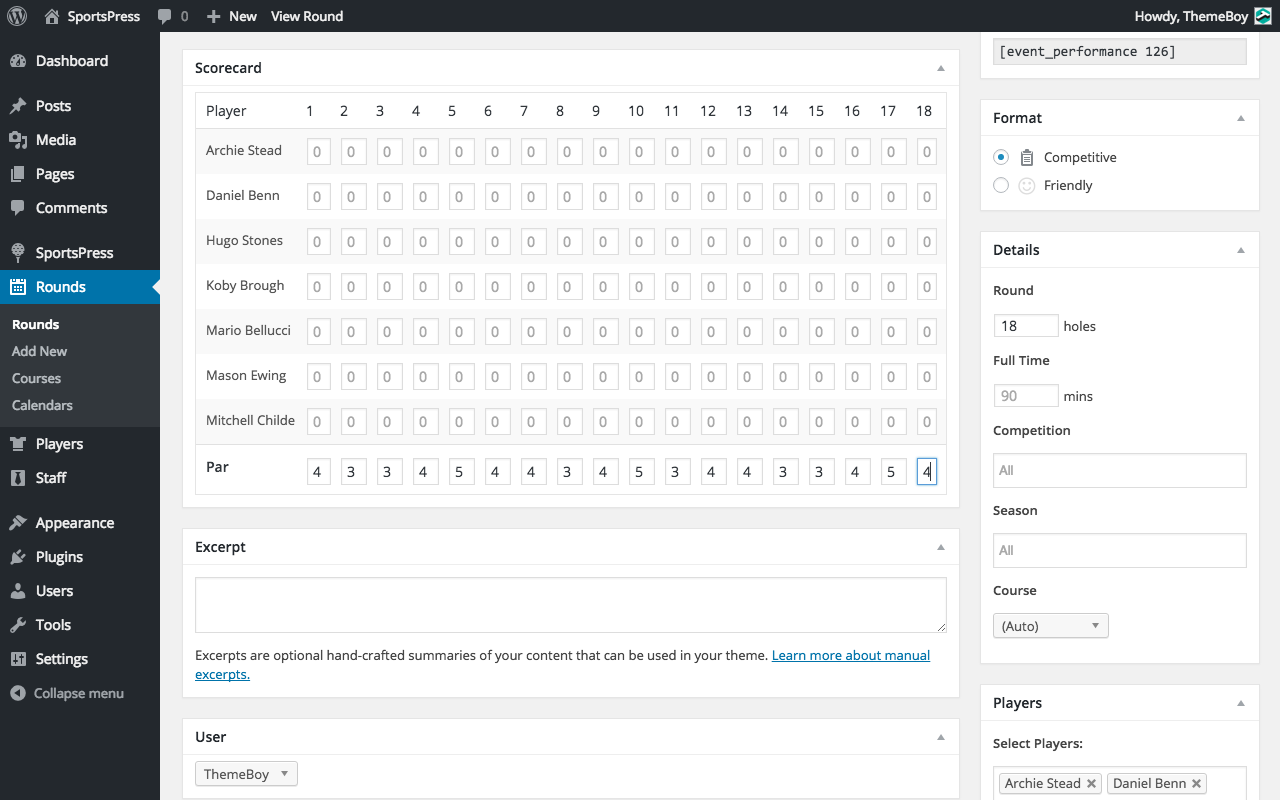 SportsPress 0 New View Round Howdy, ThemeBoy
Dashboard
Posts
Media
Pages
Comments
SportsPress
Rounds
Rounds
Add New
Courses
Calendars
Players
Staff
Appearance
Plugins
Users
Tools
Settings
Collapse menu
Scorecard
Player 1 2 3 4 5 6 7 8 9 10 11 12 13 14 15 16 17 18
Archie Stead 0 0 0 0 0 0 0 0 0 0 0 0 0 0 0 0 0 0
Daniel Benn 0 0 0 0 0 0 0 0 0 0 0 0 0 0 0 0 0 0
Hugo Stones 0 0 0 0 0 0 0 0 0 0 0 0 0 0 0 0 0 0
Koby Brough 0 0 0 0 0 0 0 0 0 0 0 0 0 0 0 0 0 0
Mario Bellucci 0 0 0 0 0 0 0 0 0 0 0 0 0 0 0 0 0 0
Mason Ewing 0 0 0 0 0 0 0 0 0 0 0 0 0 0 0 0 0 0
Mitchell Childe 0 0 0 0 0 0 0 0 0 0 0 0 0 0 0 0 0 0
Par 4 3 3 4 5 4 4 3 4 5 3 4 4 3 3 4 5 4
Excerpt
Excerpts are optional hand-crafted summaries of your content that can be used in your theme. Learn more about manual
excerpts.
User
ThemeBoy
[event_performance 126]
Format
Competitive
Friendly
Details
Round
18 holes
Full Time
90 mins
Competition
All
Season
All
Course
(Auto)
Players
Select Players:
Archie Stead Daniel Benn